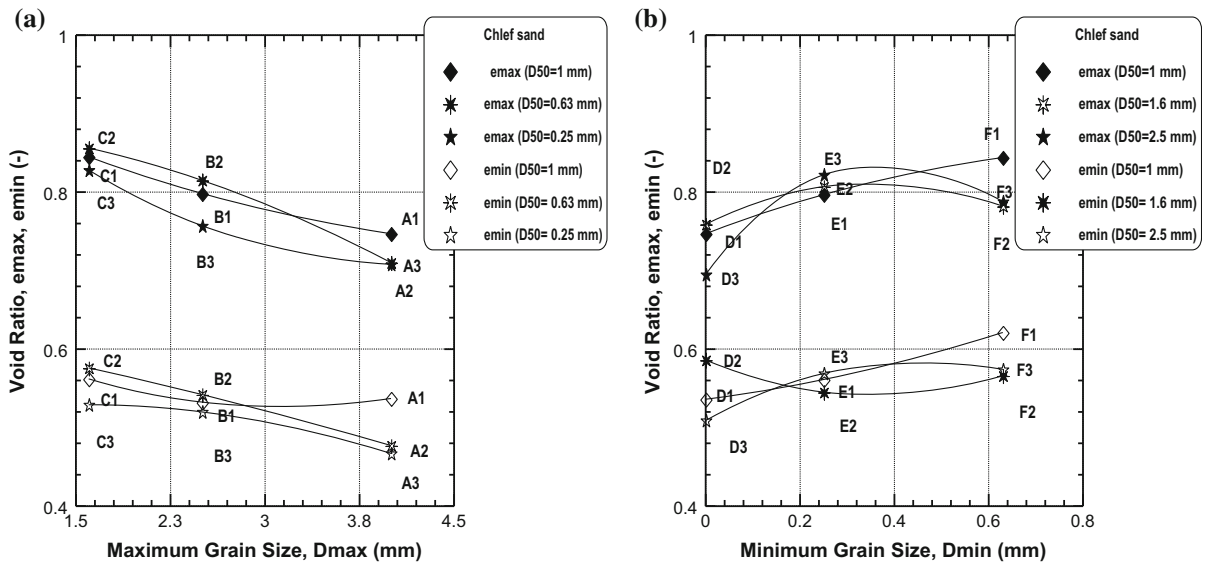 (a)
Void Ratio, emax, emin (-)
1
0.8
0.6
0.4
1.5
2.3
3
3.8
4.5
Maximum Grain Size, Dmax (mm)
Chlef sand
emax (D50=1 mm)
emax (D50=0.63 mm)
emax (D50=0.25 mm)
emin (D50=1 mm)
emin (D50= 0.63 mm)
emin (D50= 0.25 mm)
C2
C1
C3
B2
B1
B3
A1
A3
A2
C2
C1
C3
B2
B1
B3
A1
A2
A3
(b)
Void Ratio, emax, emin (-)
1
0.8
0.6
0.4
0
0.2
0.4
0.6
0.8
Minimum Grain Size, Dmin (mm)
Chlef sand
emax (D50=1 mm)
emax (D50=1.6 mm)
emax (D50=2.5 mm)
emin (D50=1 mm)
emin (D50=1.6 mm)
emin (D50= 2.5 mm)
D2
D1
D3
E3
E2
E1
F1
F3
F2
D2
D1
D3
E3
E1
E2
F1
F3
F2